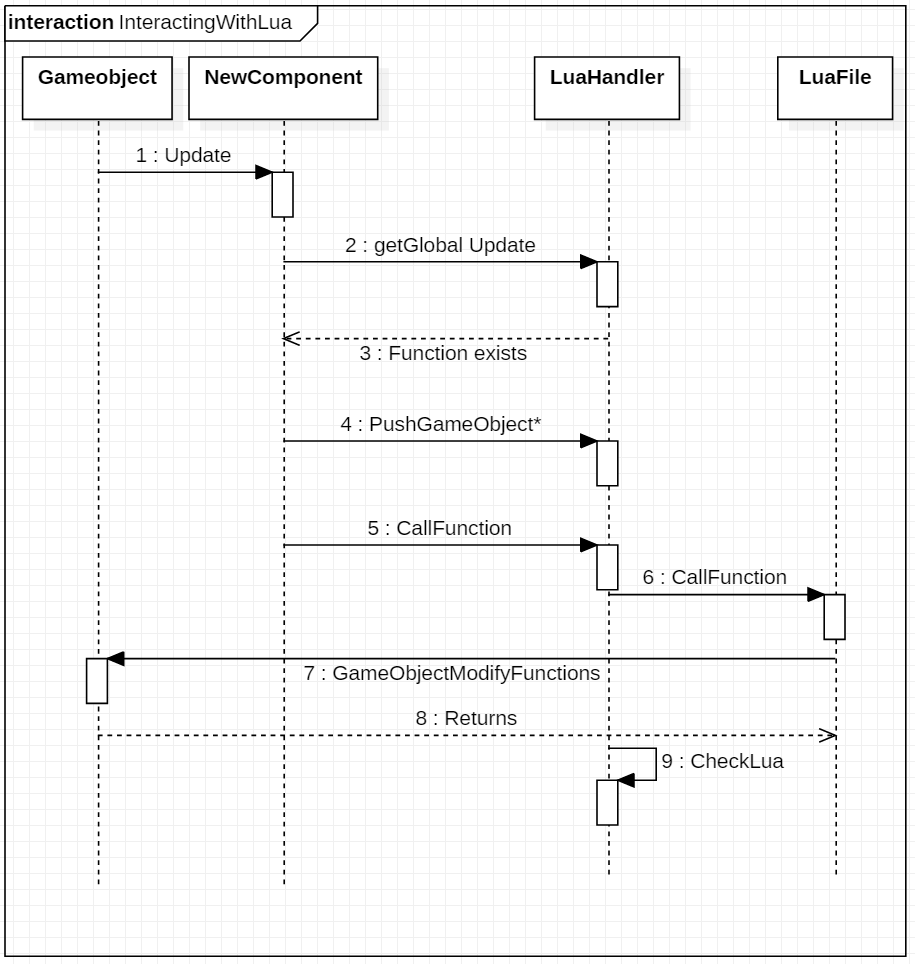 interaction InteractingWithLua
Gameobject
NewComponent
LuaHandler
LuaFile
1 : Update
2 : getGlobal Update
3 : Function exists
4 : PushGameObject*
5 : CallFunction
6 : CallFunction
7 : GameObjectModifyFunctions
8 : Returns
9 : CheckLua